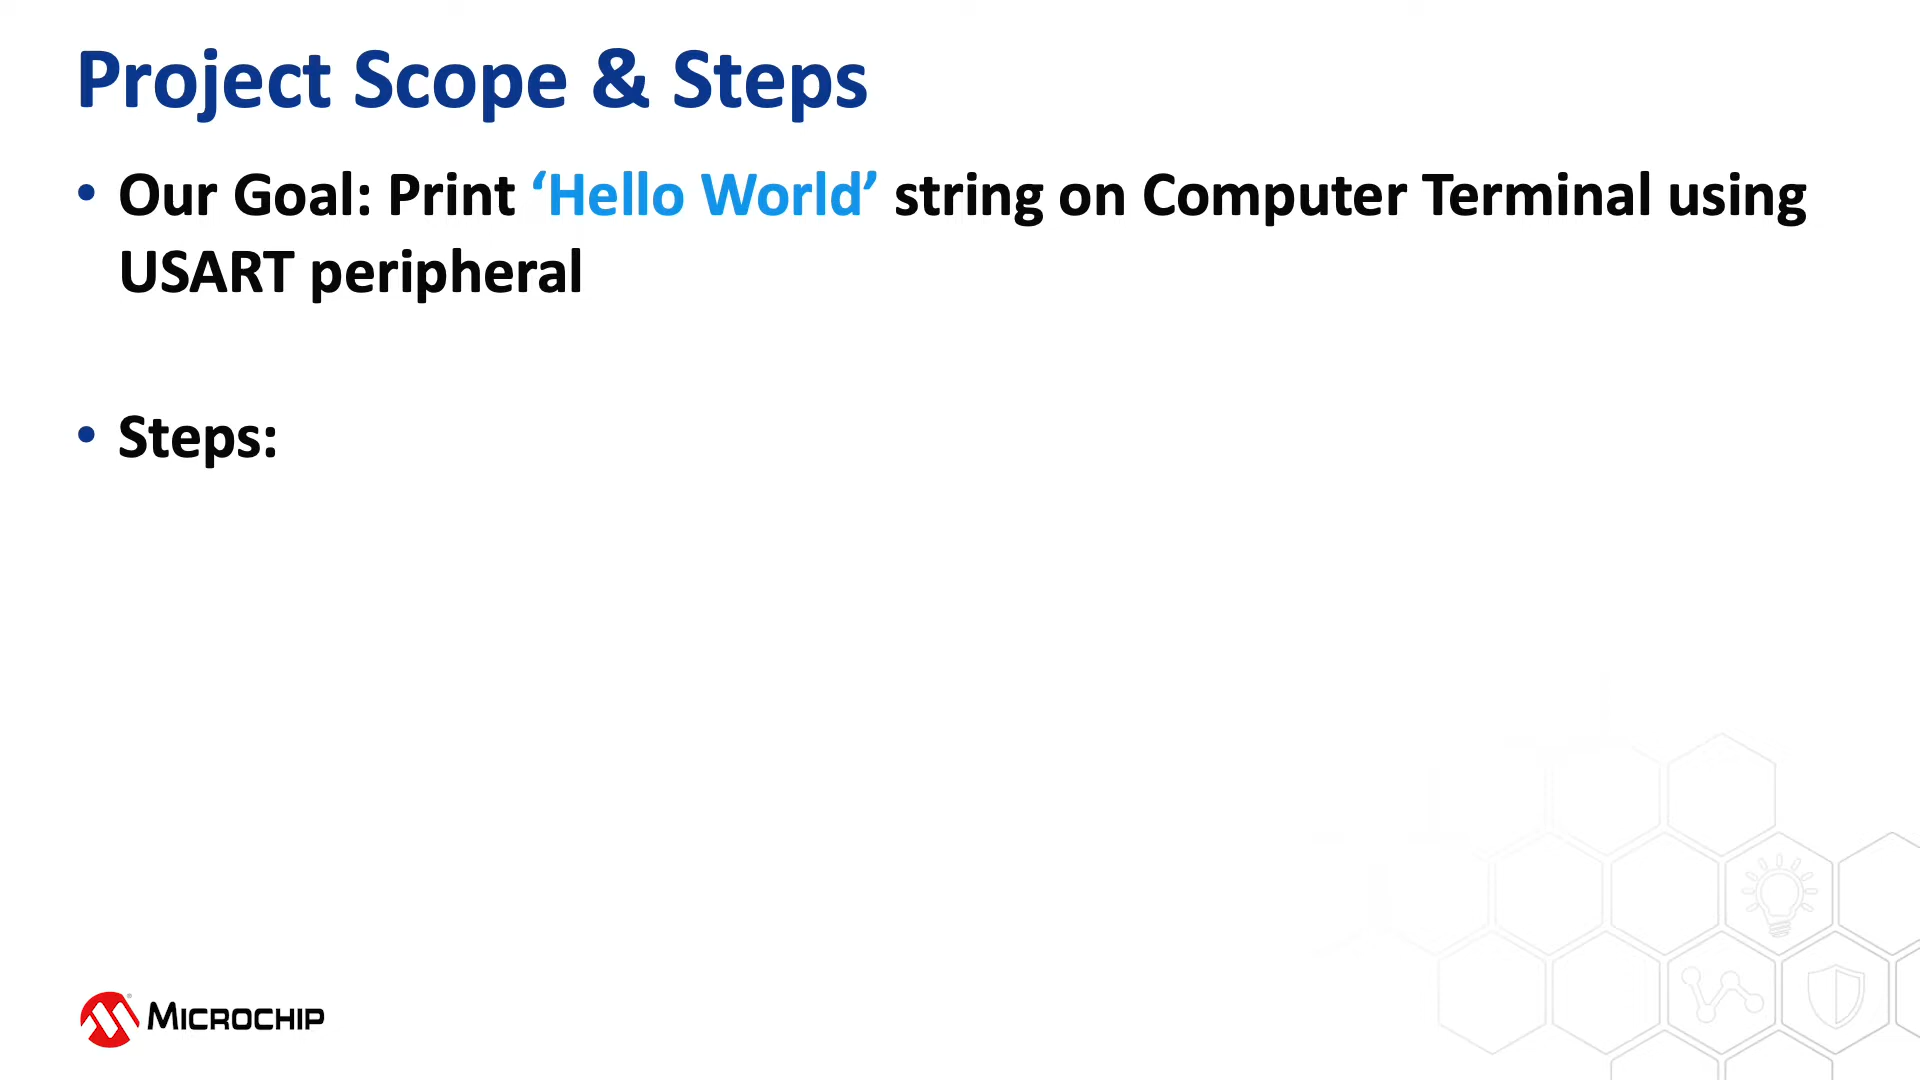 Project Scope & Steps
• Our Goal: Print ‘Hello World’ string on Computer Terminal using
USART peripheral
• Steps:
MICROCHIP